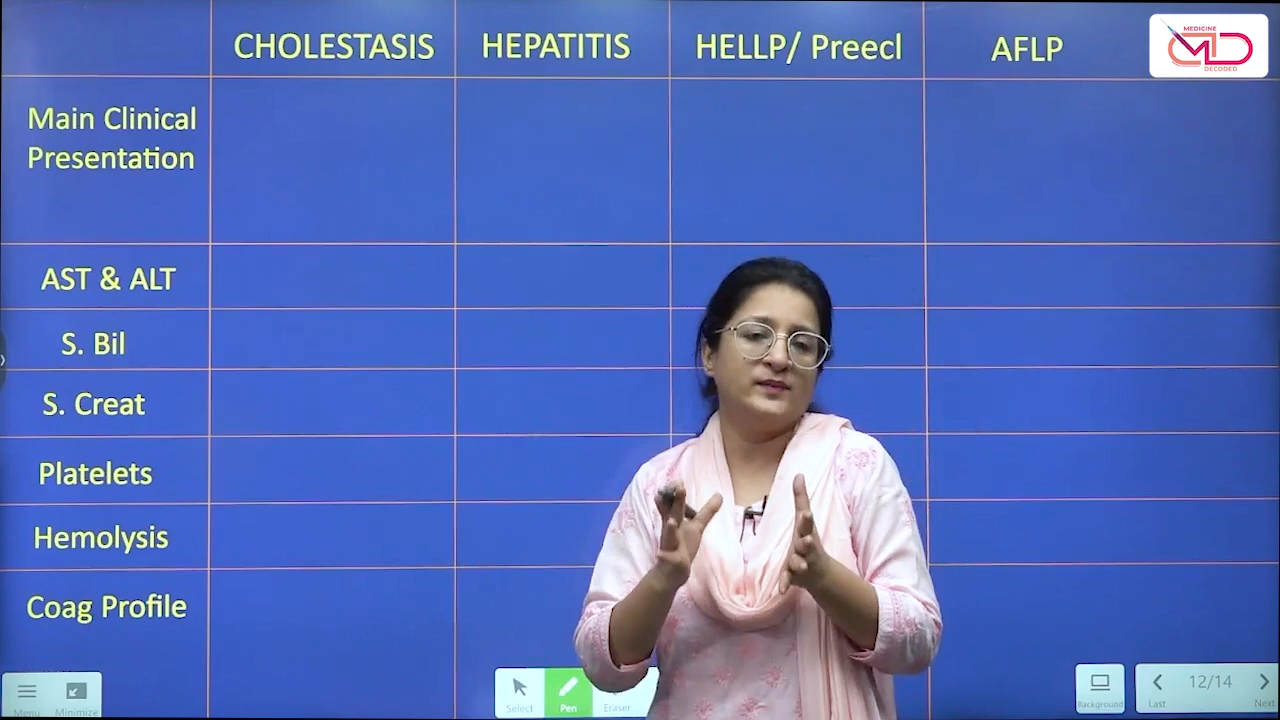 CHOLESTASIS HEPATITIS HELLP/ Preecl AFLP
MEDICINE
MD
DECODED
Main Clinical
Presentation
AST & ALT
S. Bil
S. Creat
Platelets
Hemolysis
Coag Profile
Menu Minimize
Select Pen Eraser
Background
12/14
Last Next